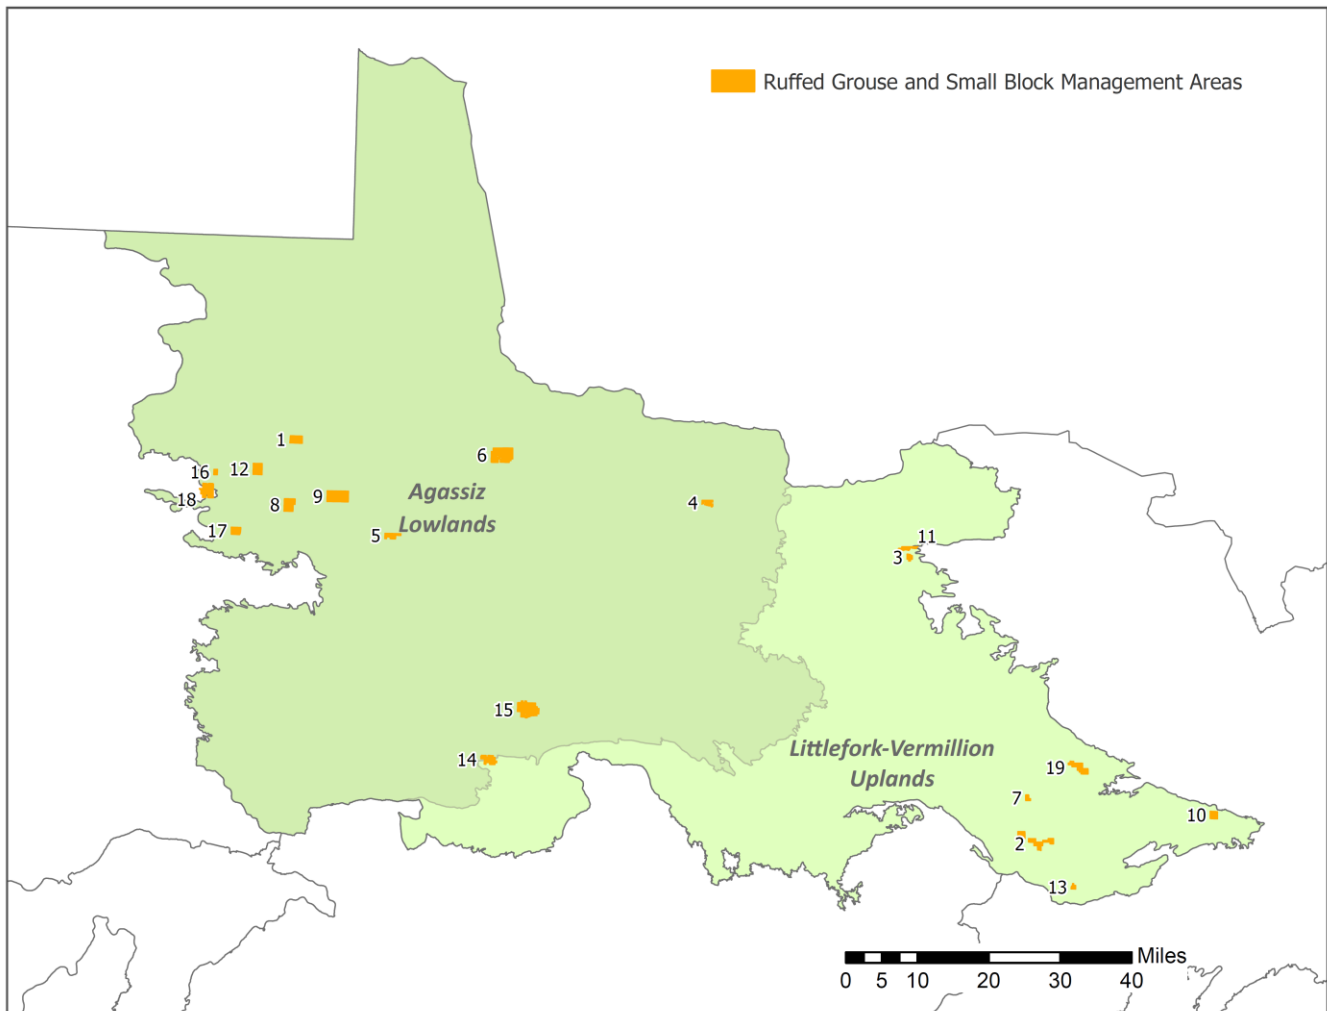 Ruffed Grouse and Small Block Management Areas
1
6
16
12
Agassiz
Lowlands
18
8
9
4
17
5
11
3
15
Littlefork-Vermillion
Uplands
14
19
7
10
2
13
Miles
0 5 10 20 30 40